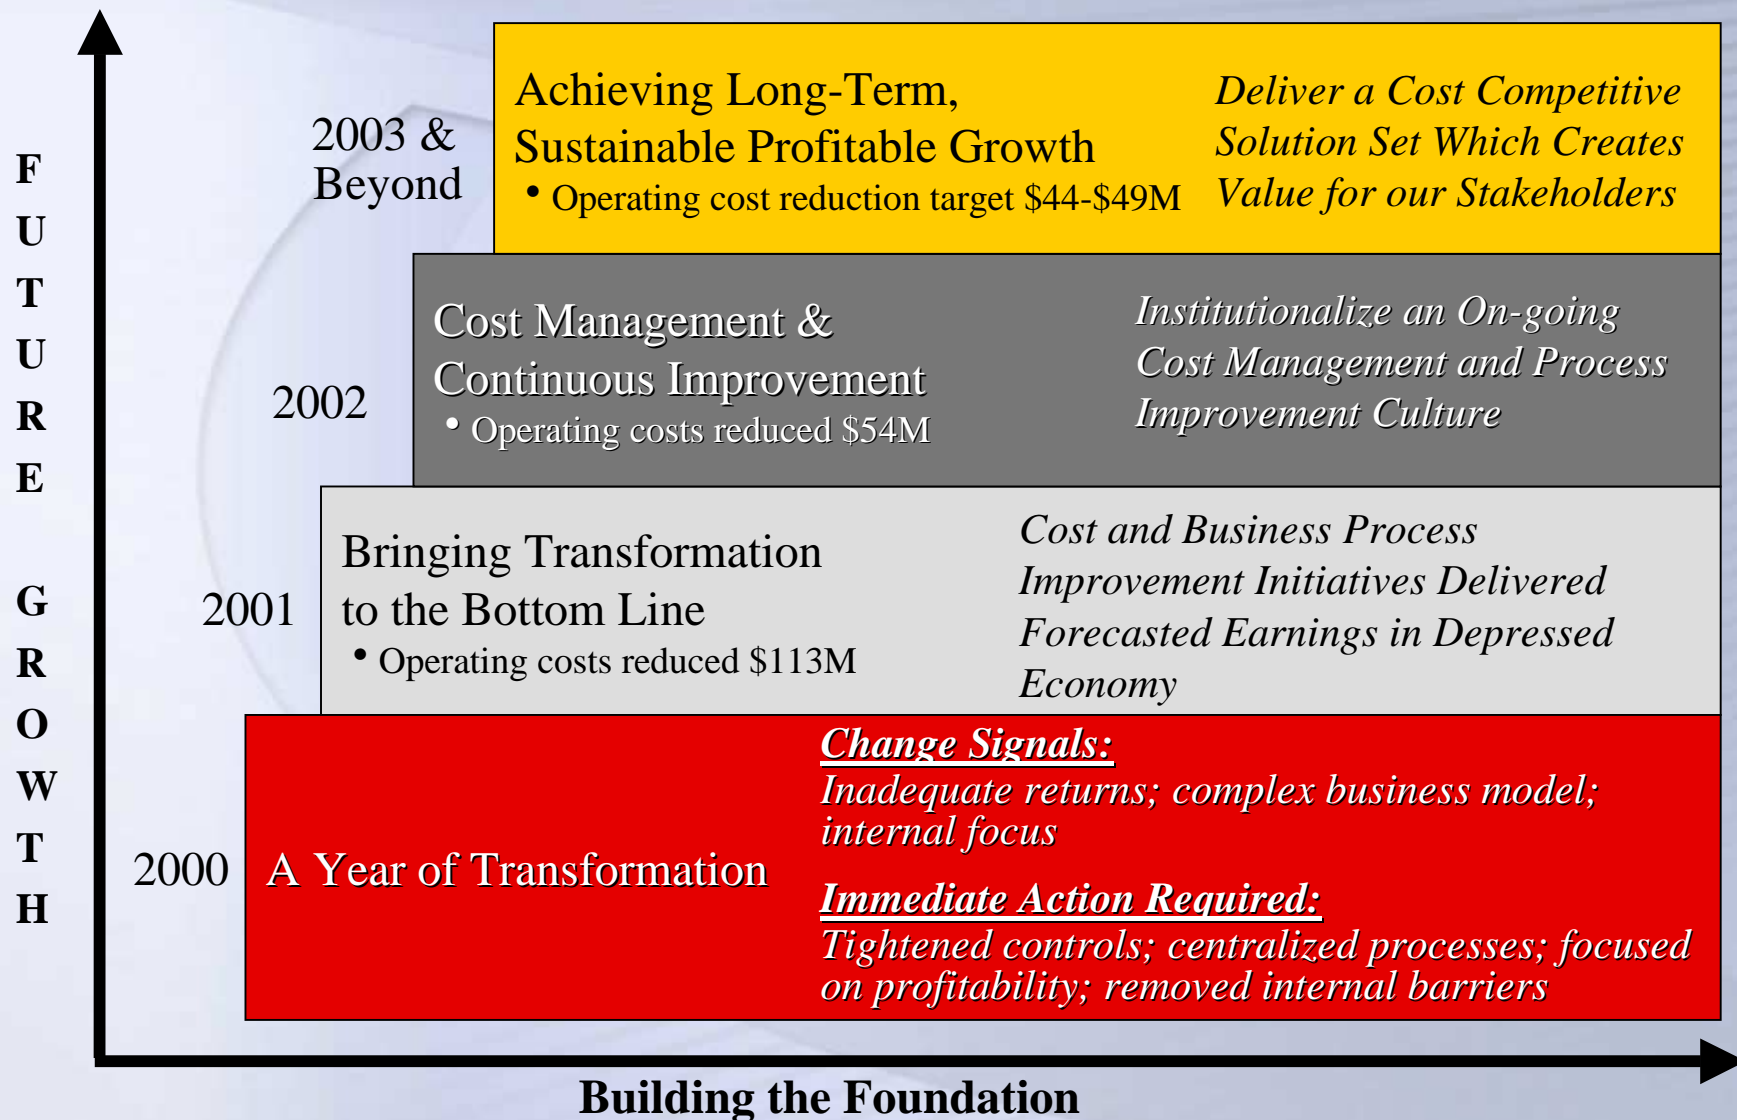 FUTURE GROWTH
2003 &
Beyond
Achieving Long-Term,
Sustainable Profitable Growth
• Operating cost reduction target $44-$49M
Deliver a Cost Competitive
Solution Set Which Creates
Value for our Stakeholders
2002
Cost Management &
Continuous Improvement
• Operating costs reduced $54M
Institutionalize an On-going
Cost Management and Process
Improvement Culture
2001
Bringing Transformation
to the Bottom Line
• Operating costs reduced $113M
Cost and Business Process
Improvement Initiatives Delivered
Forecasted Earnings in Depressed
Economy
2000
A Year of Transformation
Change Signals:
Inadequate returns; complex business model;
internal focus
Immediate Action Required:
Tightened controls; centralized processes; focused
on profitability; removed internal barriers
Building the Foundation